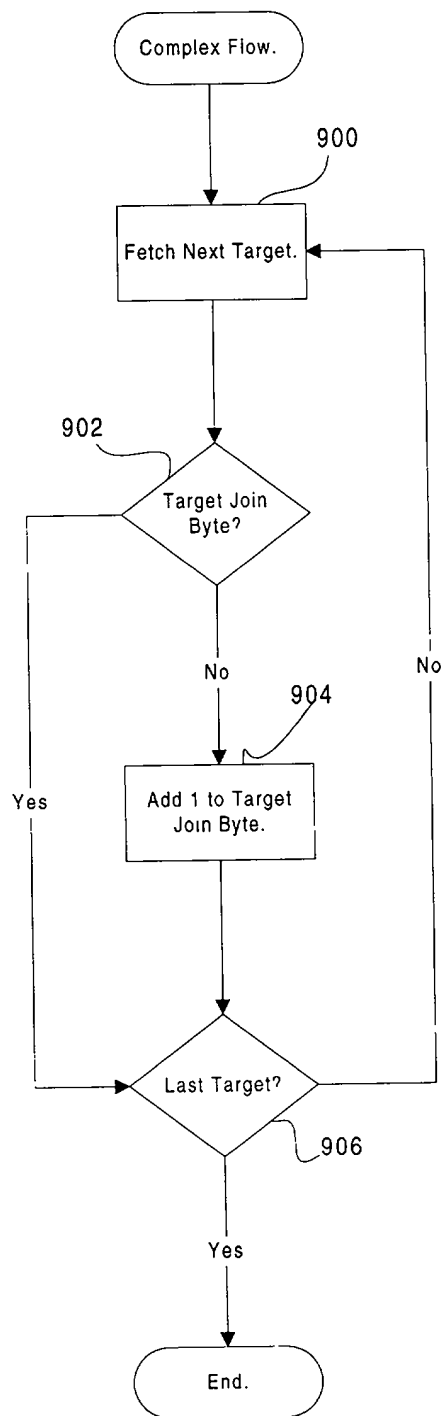 Complex Flow.
900
Fetch Next Target.
902
Target Join
Byte?
No
No
904
Yes
Add 1 to Target
Join Byte.
Last Target?
906
Yes
End.